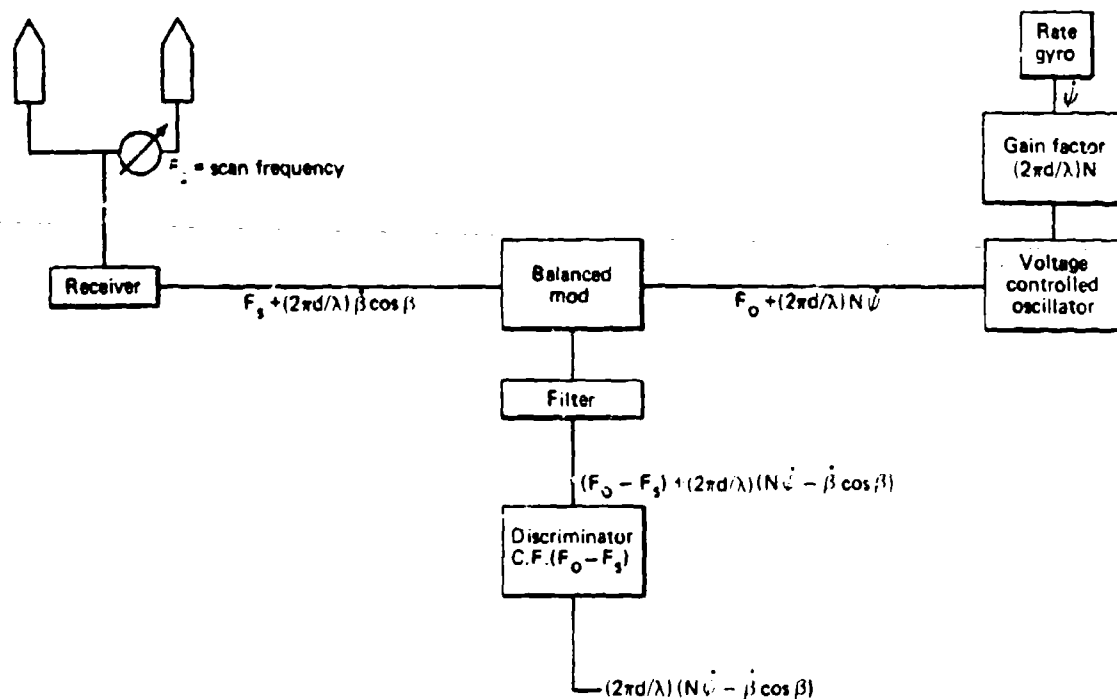 Rate
gyro
ψ̇
Gain factor
(2πd/λ)N
= scan frequency
Receiver
F_s + (2πd/λ) β cos β
Balanced
mod
F_o + (2πd/λ) N ψ̇
Voltage
controlled
oscillator
Filter
(F_o − F_s) + (2πd/λ) (N ψ̇ − β̇ cos β)
Discriminator
C.F. (F_o − F_s)
(2πd/λ) (N ψ̇ − β̇ cos β)